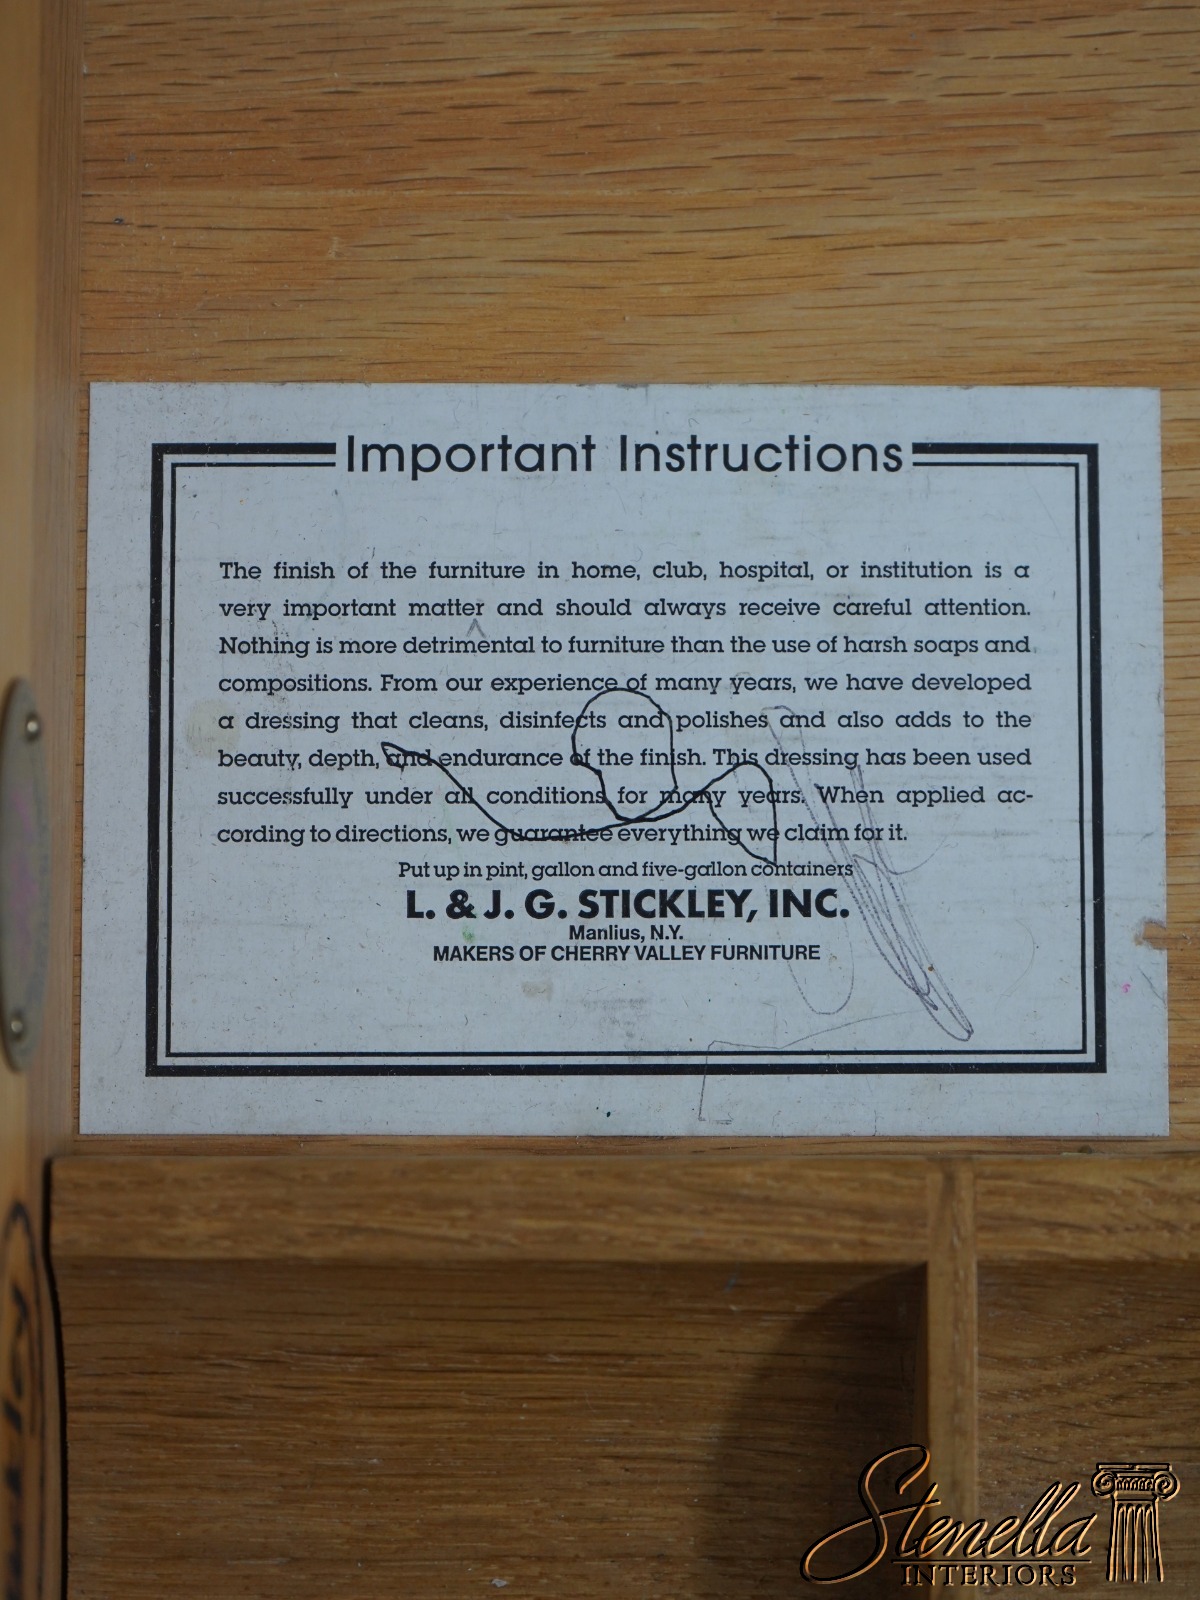 Important Instructions
The finish of the furniture in home, club, hospital, or institution is a
very important matter and should always receive careful attention.
Nothing is more detrimental to furniture than the use of harsh soaps and
compositions. From our experience of many years, we have developed
a dressing that cleans, disinfects and polishes and also adds to the
beauty, depth, and endurance of the finish. This dressing has been used
successfully under all conditions for many years. When applied ac-
cording to directions, we guarantee everything we claim for it.
Put up in pint, gallon and five-gallon containers
L. & J. G. STICKLEY, INC.
Manlius, N.Y.
MAKERS OF CHERRY VALLEY FURNITURE
Stenella
INTERIORS